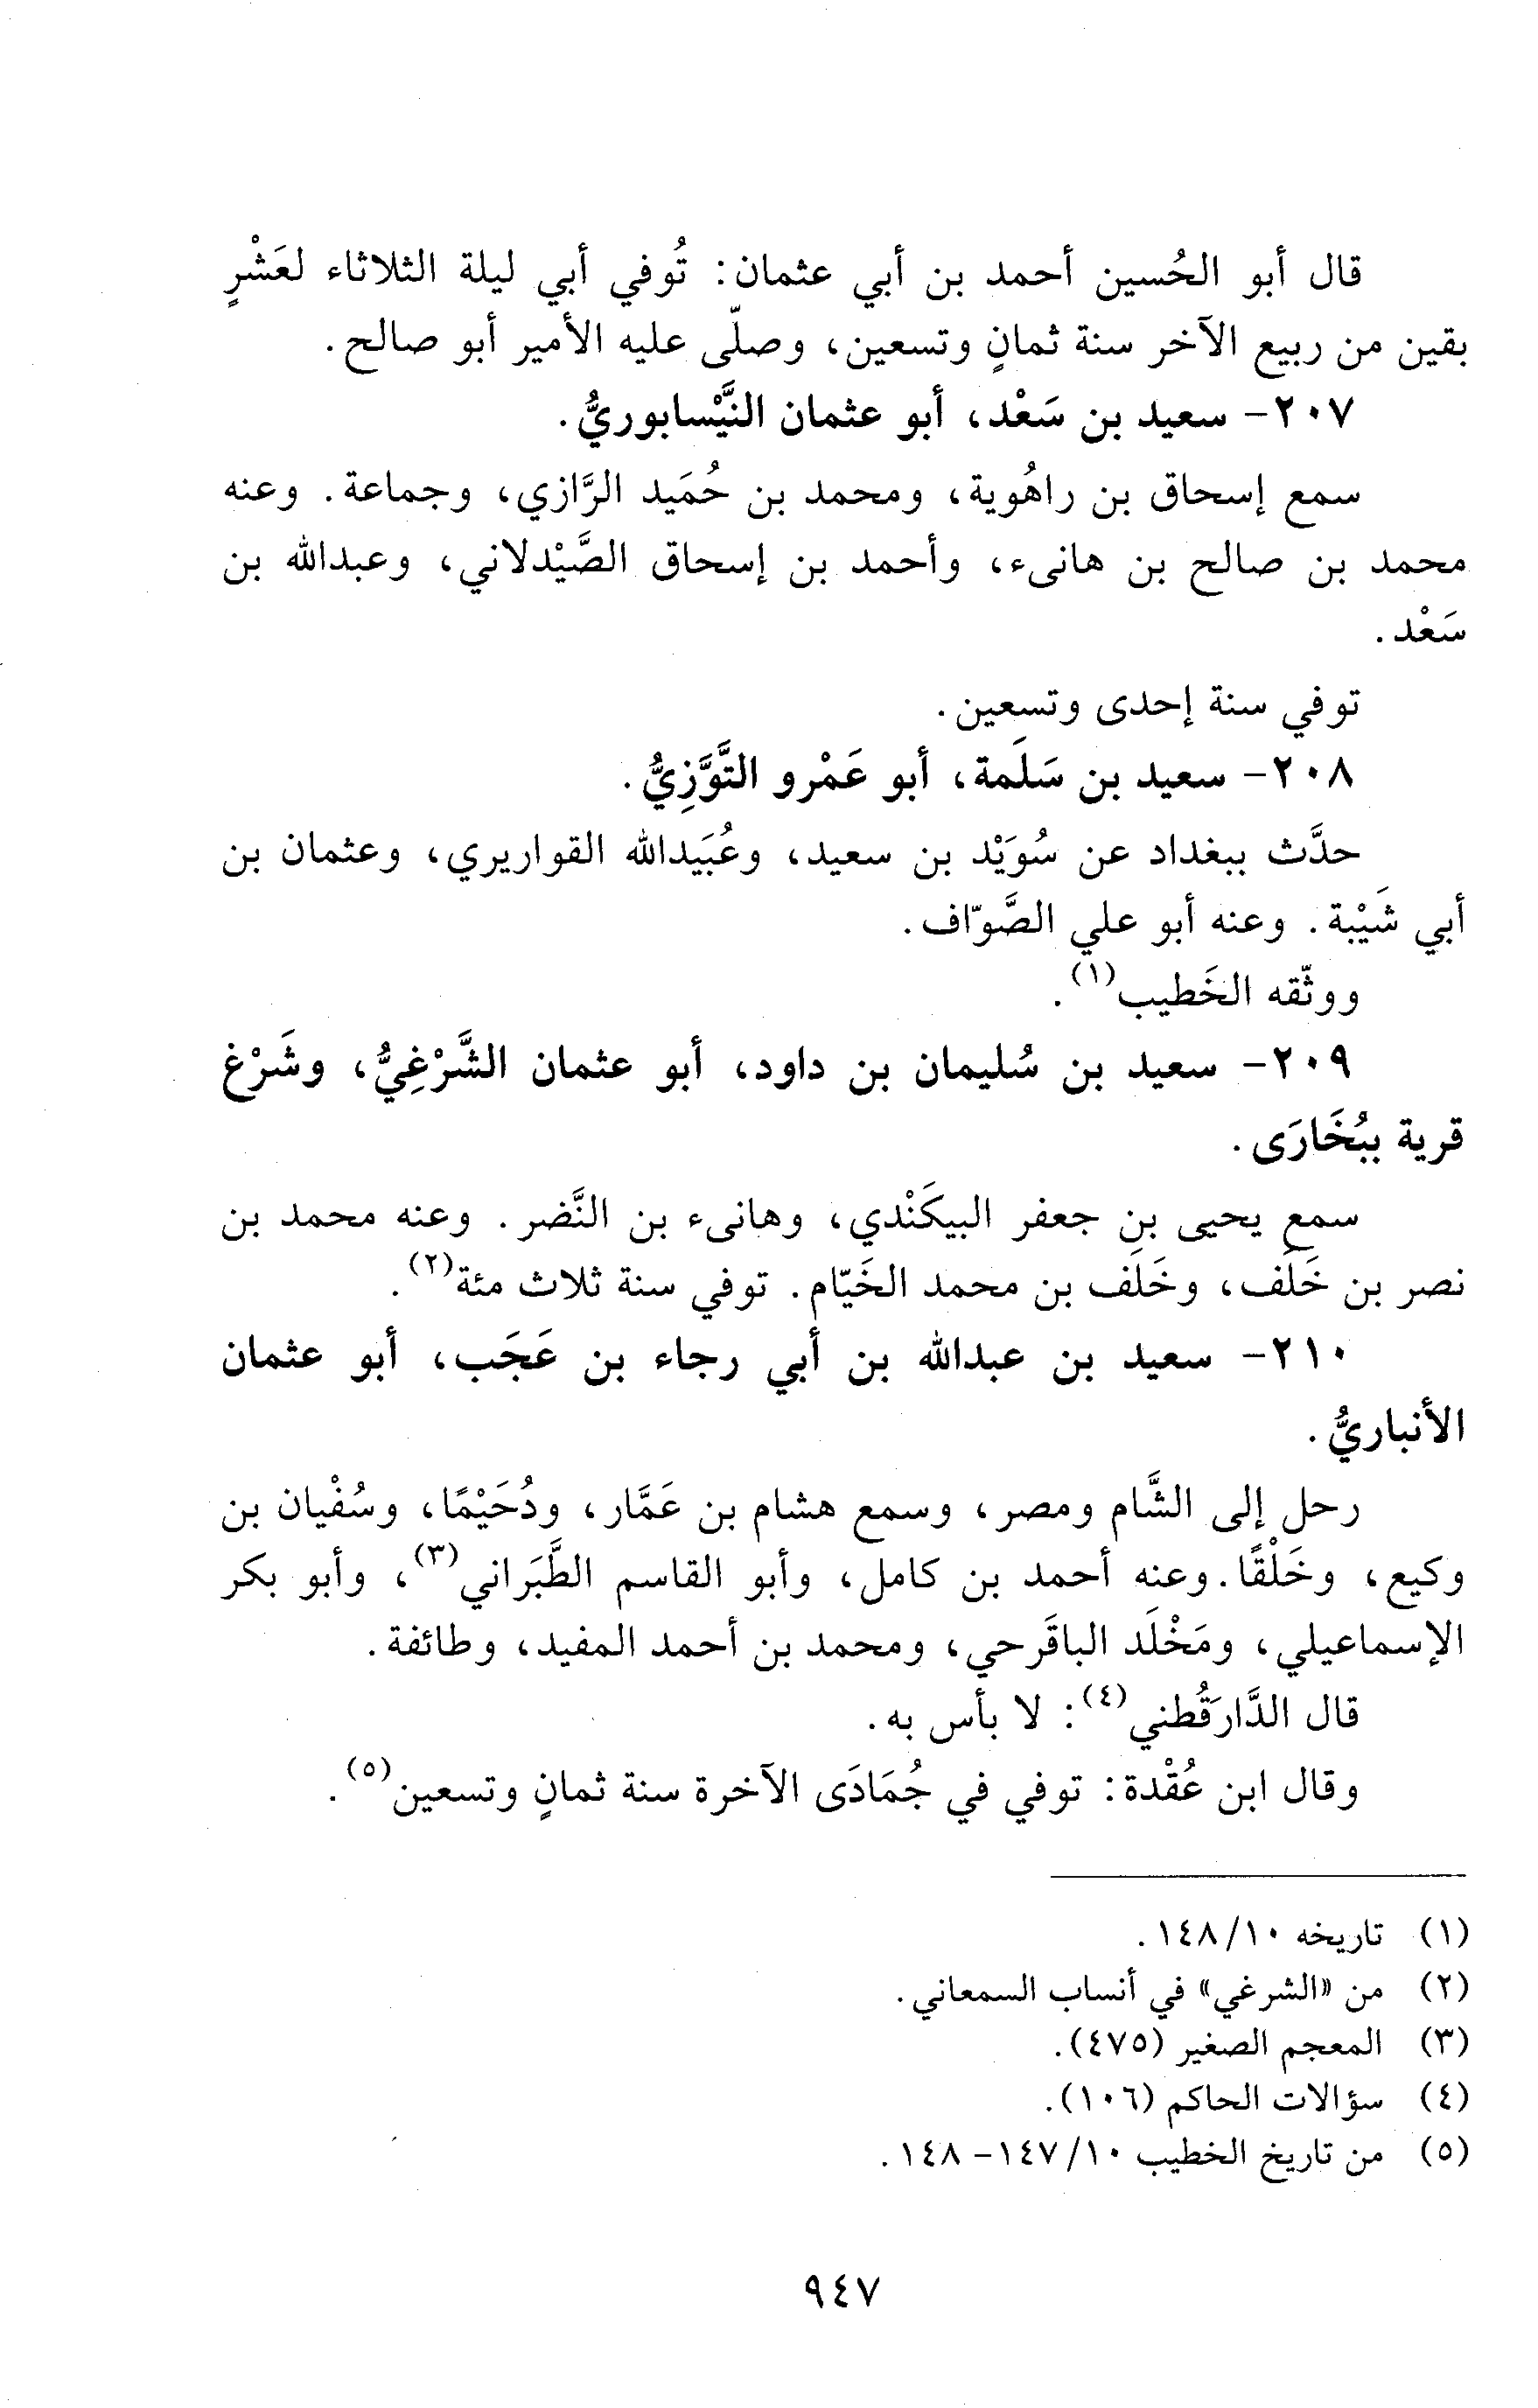 قال أبو الحُسين أحمد بن أبي عثمان: تُوفي أبي ليلة الثلاثاء لعَشْرٍ
بقين من ربيع الآخر سنة ثمانٍ وتسعين، وصلّى عليه الأمير أبو صالح.
٢٠٧- سعيد بن سَعْد، أبو عثمان النَّيْسابوريُّ.
سمع إسحاق بن راهُوية، ومحمد بن حُمَيد الرَّازي، وجماعة. وعنه
محمد بن صالح بن هانىء، وأحمد بن إسحاق الصَّيْدلاني، وعبدالله بن
سَعْد.
توفي سنة إحدى وتسعين.
٢٠٨- سعيد بن سَلَمة، أبو عَمْرو التَّوَّزِيُّ.
حدَّث ببغداد عن سُوَيْد بن سعيد، وعُبَيدالله القواريري، وعثمان بن
أبي شَيْبة. وعنه أبو علي الصَّوّاف.
ووثّقه الخَطيب(١).
٢٠٩- سعيد بن سُليمان بن داود، أبو عثمان الشَّرْغِيُّ، وشَرْغ
قرية ببُخَارَى.
سمع يحيى بن جعفر البيكَنْدي، وهانىء بن النَّضر. وعنه محمد بن
نصر بن خَلَف، وخَلَف بن محمد الخَيّام. توفي سنة ثلاث مئة(٢).
٢١٠- سعيد بن عبدالله بن أبي رجاء بن عَجَب، أبو عثمان
الأنباريُّ.
رحل إلى الشَّام ومصر، وسمع هشام بن عَمَّار، ودُحَيْمًا، وسُفْيان بن
وكيع، وخَلْقًا. وعنه أحمد بن كامل، وأبو القاسم الطَّبَراني(٣)، وأبو بكر
الإسماعيلي، ومَخْلَد الباقَرحي، ومحمد بن أحمد المفيد، وطائفة.
قال الدَّارَقُطني(٤): لا بأس به.
وقال ابن عُقْدة: توفي في جُمَادَى الآخرة سنة ثمانٍ وتسعين(٥).
(١) تاريخه ١٠/ ١٤٨.
(٢) من «الشرغي» في أنساب السمعاني.
(٣) المعجم الصغير (٤٧٥).
(٤) سؤالات الحاكم (١٠٦).
(٥) من تاريخ الخطيب ١٠/ ١٤٧- ١٤٨.
٩٤٧